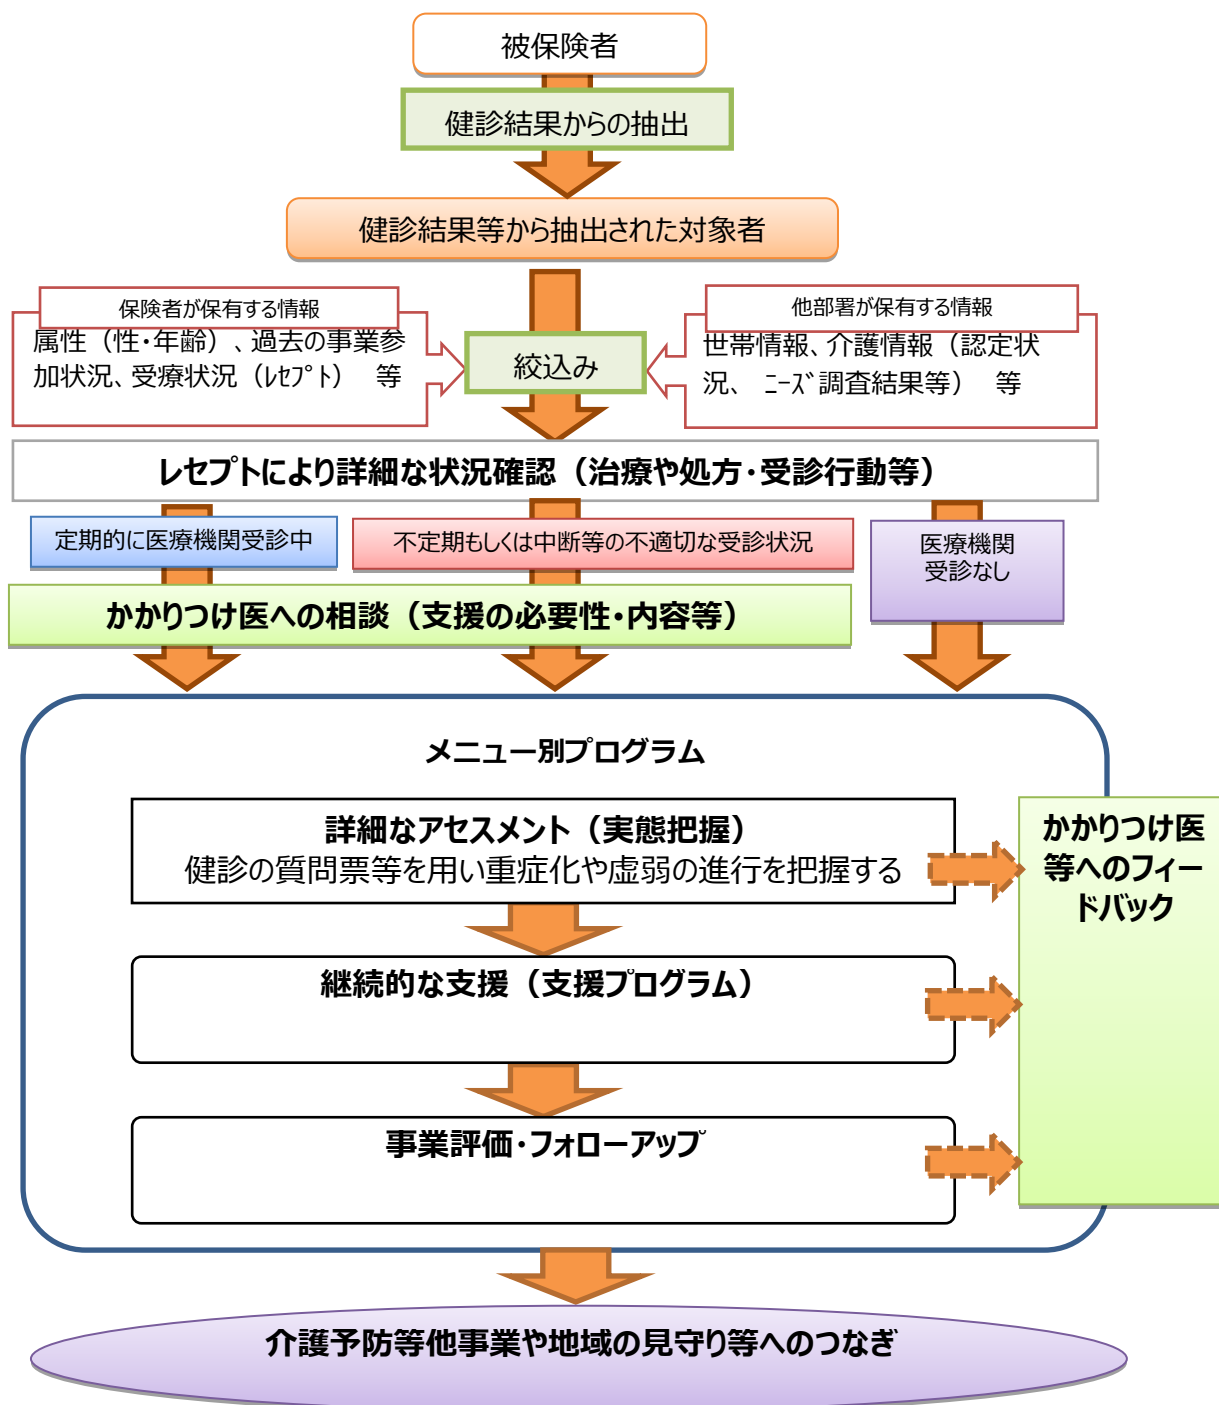 被保険者
健診結果からの抽出
健診結果等から抽出された対象者
保険者が保有する情報
属性（性・年齢）、過去の事業参
加状況、受療状況（ﾚｾﾌﾟﾄ）　等
絞込み
他部署が保有する情報
世帯情報、介護情報（認定状
況、 ﾆｰｽﾞ調査結果等）　等
レセプトにより詳細な状況確認（治療や処方・受診行動等）
定期的に医療機関受診中
不定期もしくは中断等の不適切な受診状況
医療機関
受診なし
かかりつけ医への相談（支援の必要性・内容等）
メニュー別プログラム
詳細なアセスメント（実態把握）
健診の質問票等を用い重症化や虚弱の進行を把握する
かかりつけ医
等へのフィー
ドバック
継続的な支援（支援プログラム）
事業評価・フォローアップ
介護予防等他事業や地域の見守り等へのつなぎ